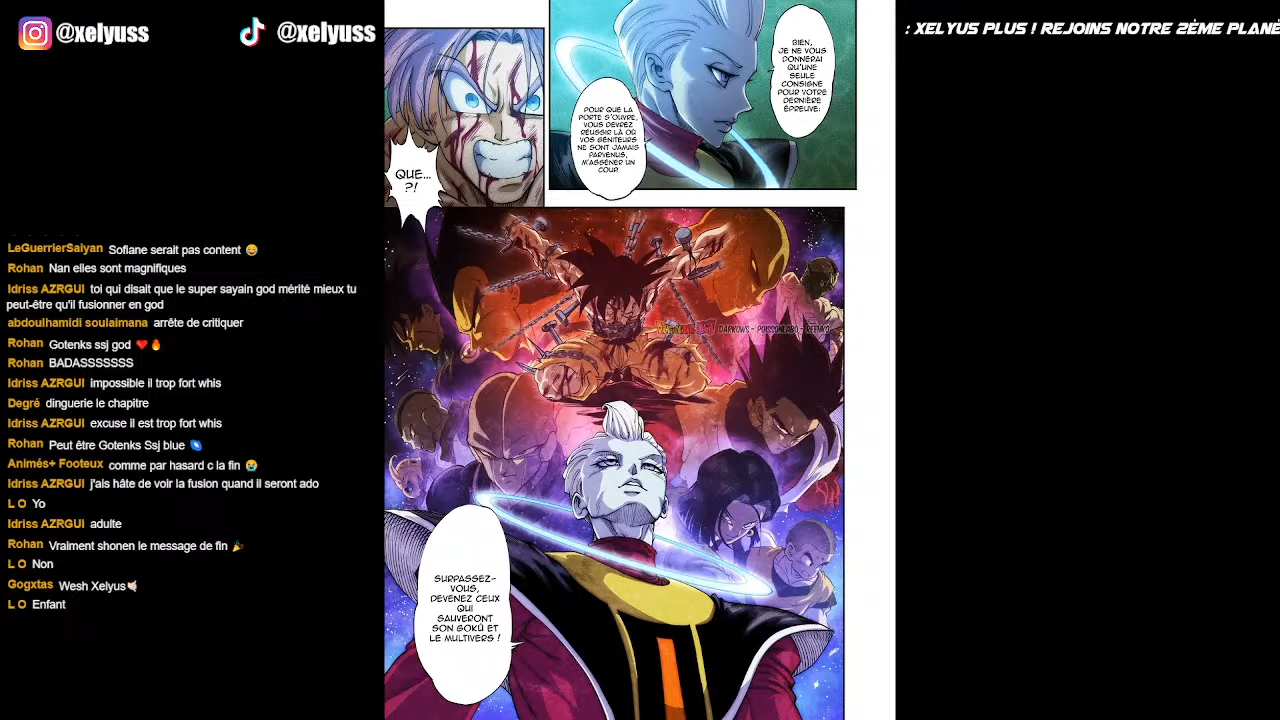 @xelyuss
@xelyuss
: XELYUS PLUS ! REJOINS NOTRE 2ÈME PLANÈ
BIEN,
JE NE VOUS
DONNERAI
QU'UNE
SEULE
CONSIGNE
POUR VOTRE
DERNIÈRE
ÉPREUVE:
POUR QUE LA
PORTE S'OUVRE,
VOUS DEVREZ
RÉUSSIR LÀ OÙ
VOS GÉNITEURS
NE SONT JAMAIS
PARVENUS,
M'ASSÉNER UN
COUP.
QUE...
?!
DARKOWS - POISSONLABO - REENKO
SURPASSEZ-
VOUS,
DEVENEZ CEUX
QUI
SAUVERONT
SON GOKÛ ET
LE MULTIVERS !
LeGuerrierSaiyan Sofiane serait pas content 😂
Rohan Nan elles sont magnifiques
Idriss AZRGUI toi qui disait que le super sayain god mérité mieux tu
peut-être qu'il fusionner en god
abdoulhamidi soulaimana arrête de critiquer
Rohan Gotenks ssj god ❤️🔥
Rohan BADASSSSSSS
Idriss AZRGUI impossible il trop fort whis
Degré dinguerie le chapitre
Idriss AZRGUI excuse il est trop fort whis
Rohan Peut être Gotenks Ssj blue
Animés+ Footeux comme par hasard c la fin 😭
Idriss AZRGUI j'ais hâte de voir la fusion quand il seront ado
L O Yo
Idriss AZRGUI adulte
Rohan Vraiment shonen le message de fin 🎉
L O Non
Gogxtas Wesh Xelyus
L O Enfant